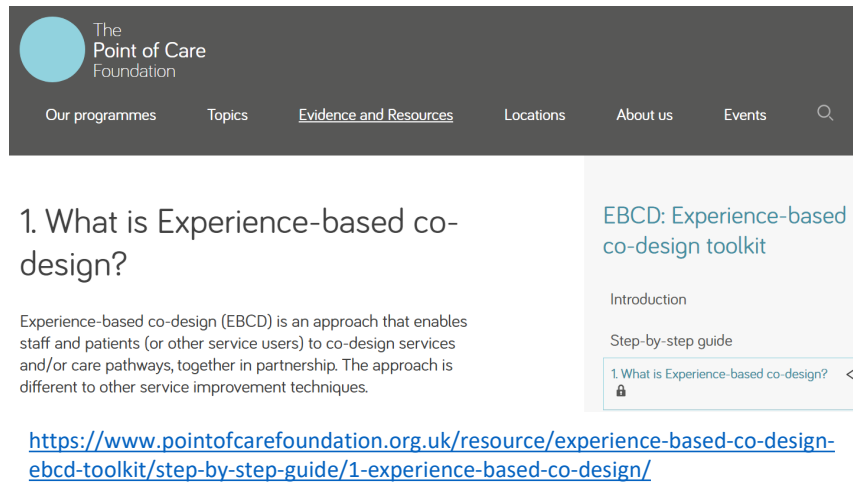 The
Point of Care
Foundation
Our programmes Topics Evidence and Resources Locations About us Events
1. What is Experience-based co-
design?
Experience-based co-design (EBCD) is an approach that enables
staff and patients (or other service users) to co-design services
and/or care pathways, together in partnership. The approach is
different to other service improvement techniques.
EBCD: Experience-based
co-design toolkit
Introduction
Step-by-step guide
1. What is Experience-based co-design?
https://www.pointofcarefoundation.org.uk/resource/experience-based-co-design-
ebcd-toolkit/step-by-step-guide/1-experience-based-co-design/